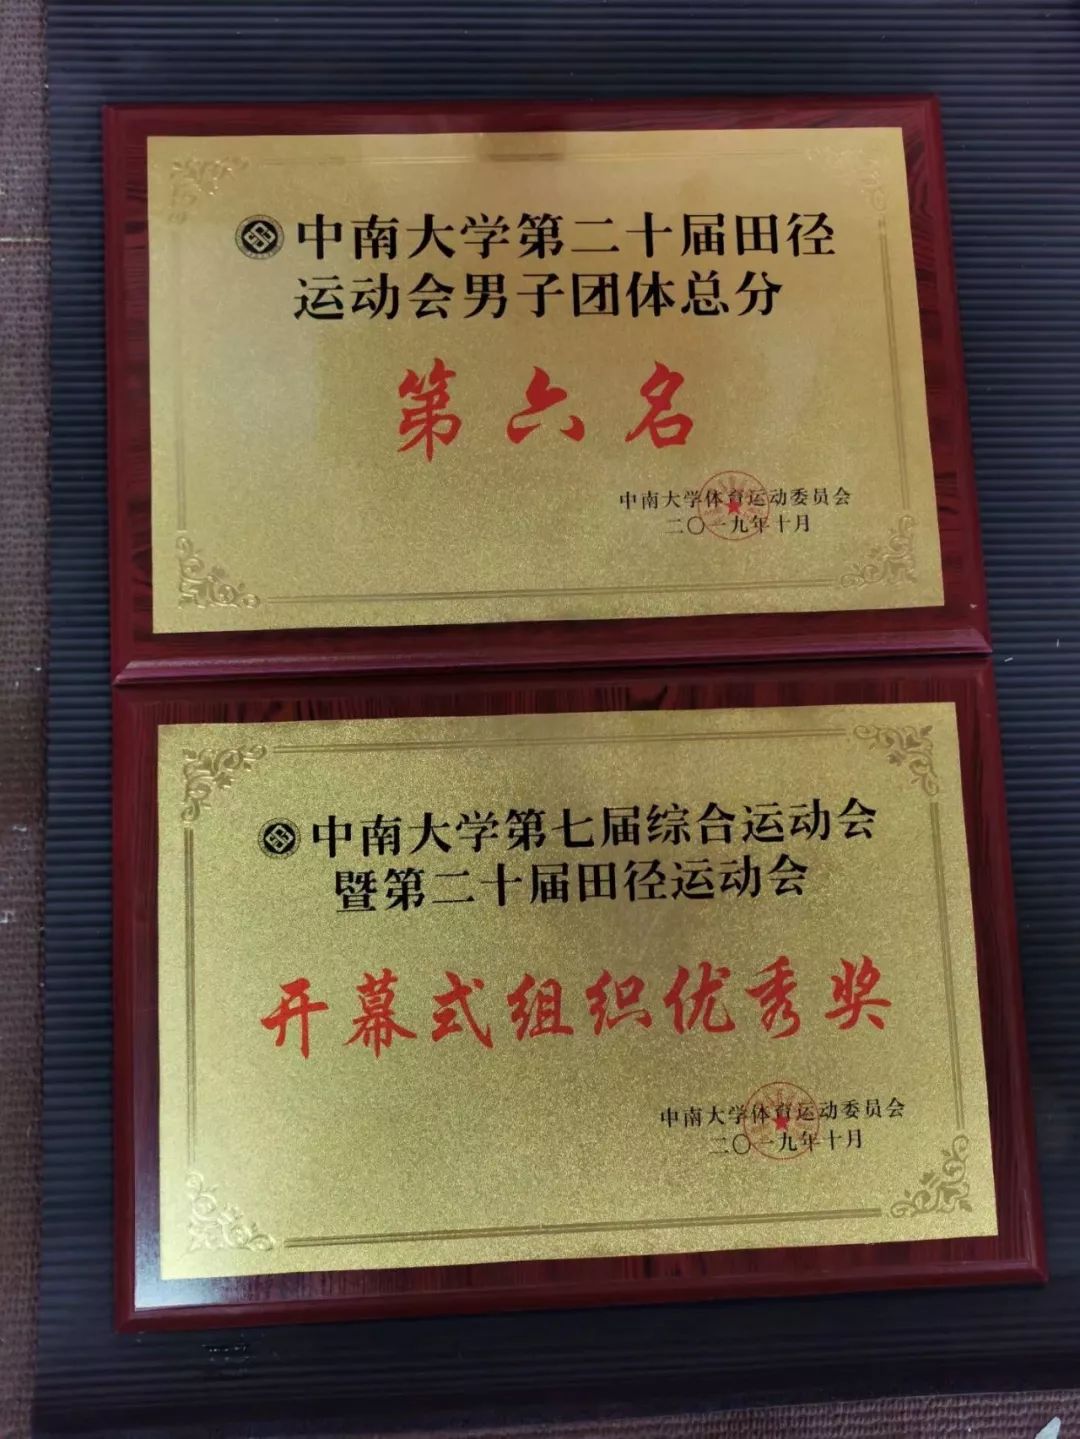 中南大学第二十届田径
运动会男子团体总分
第六名
中南大学体育运动委员会
二〇一九年十月
中南大学第七届综合运动会
暨第二十届田径运动会
开幕式组织优秀奖
中南大学体育运动委员会
二〇一九年十月